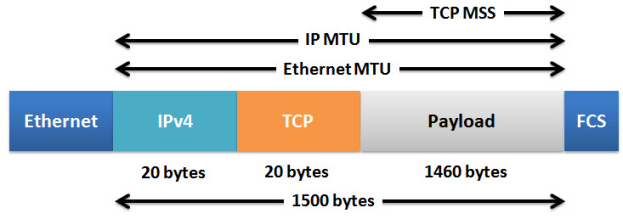 TCP MSS
IP MTU
Ethernet MTU
Ethernet IPv4 TCP Payload FCS
20 bytes 20 bytes 1460 bytes
1500 bytes